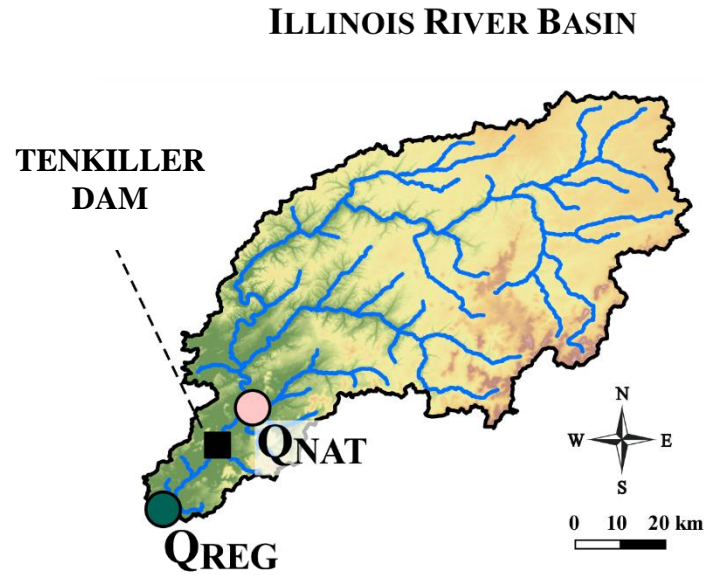 ILLINOIS RIVER BASIN
TENKILLER
DAM
QNAT
N
W E
S
0 10 20 km
QREG